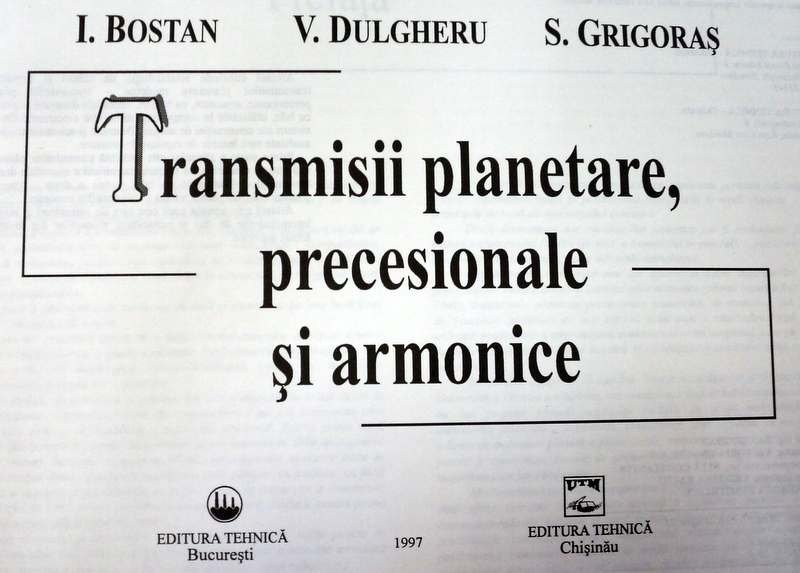 I. BOSTAN V. DULGHERU S. GRIGORAŞ
Transmisii planetare,
precesionale
şi armonice
UTM
EDITURA TEHNICĂ 1997 EDITURA TEHNICĂ
Bucureşti Chişinău